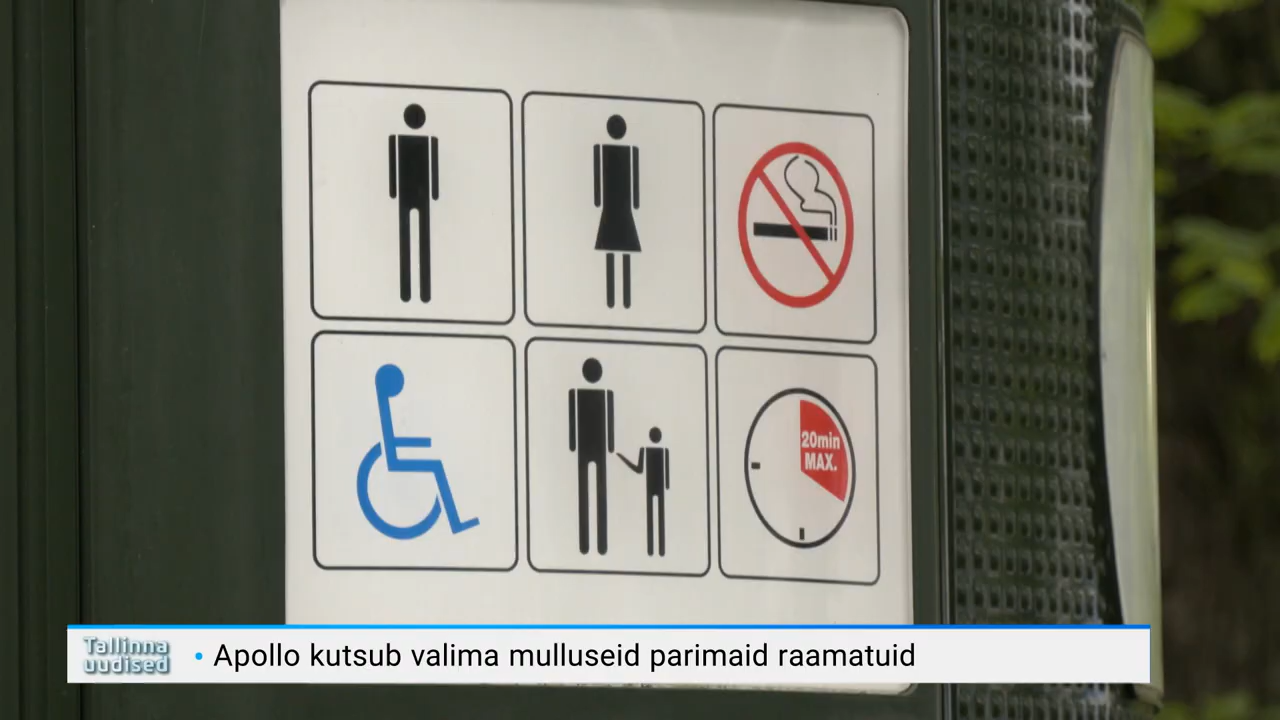 20min
MAX.
Tallinna
uudised
• Apollo kutsub valima mulluseid parimaid raamatuid